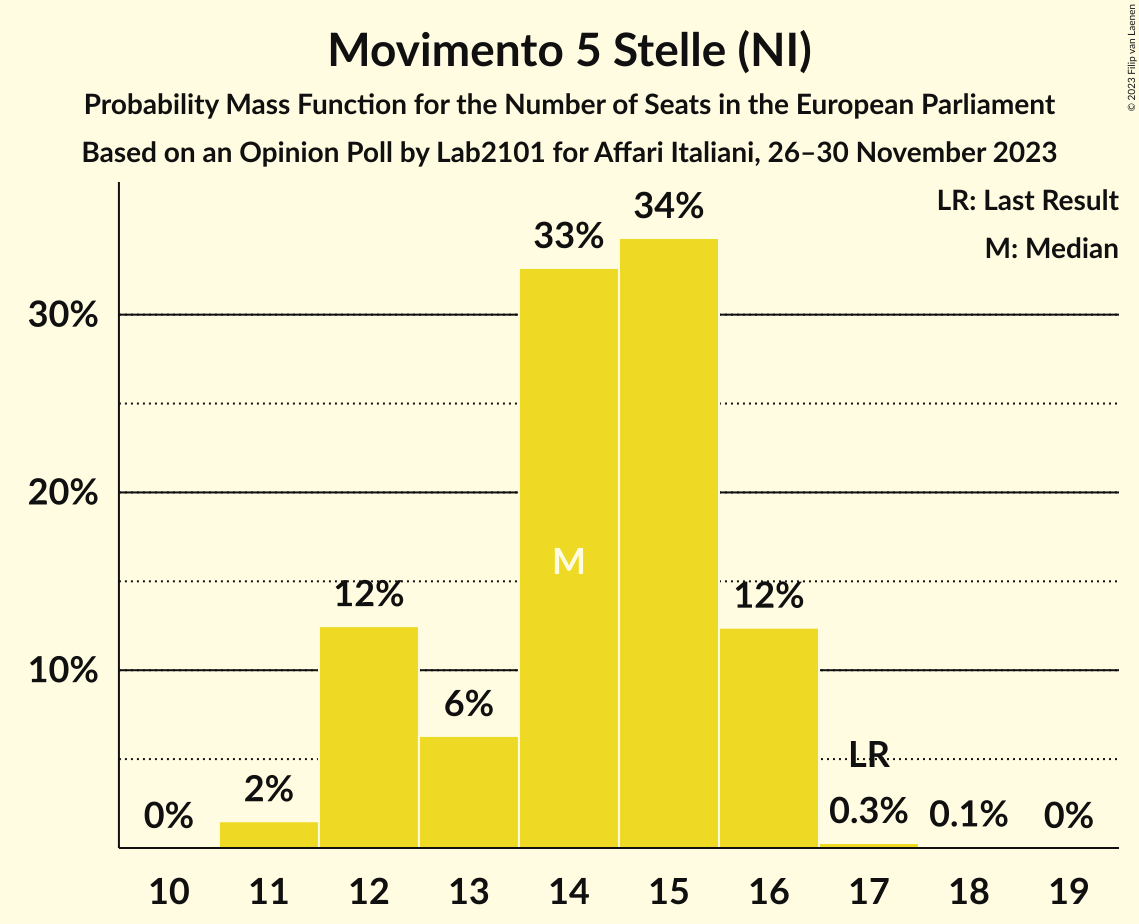 Movimento 5 Stelle (NI)
Probability Mass Function for the Number of Seats in the European Parliament
Based on an Opinion Poll by Lab2101 for Affari Italiani, 26–30 November 2023
© 2023 Filip van Laenen
LR: Last Result
M: Median
30%
20%
10%
0%
2%
12%
6%
33%
M
34%
12%
LR
0.3%
0.1%
0%
10 11 12 13 14 15 16 17 18 19